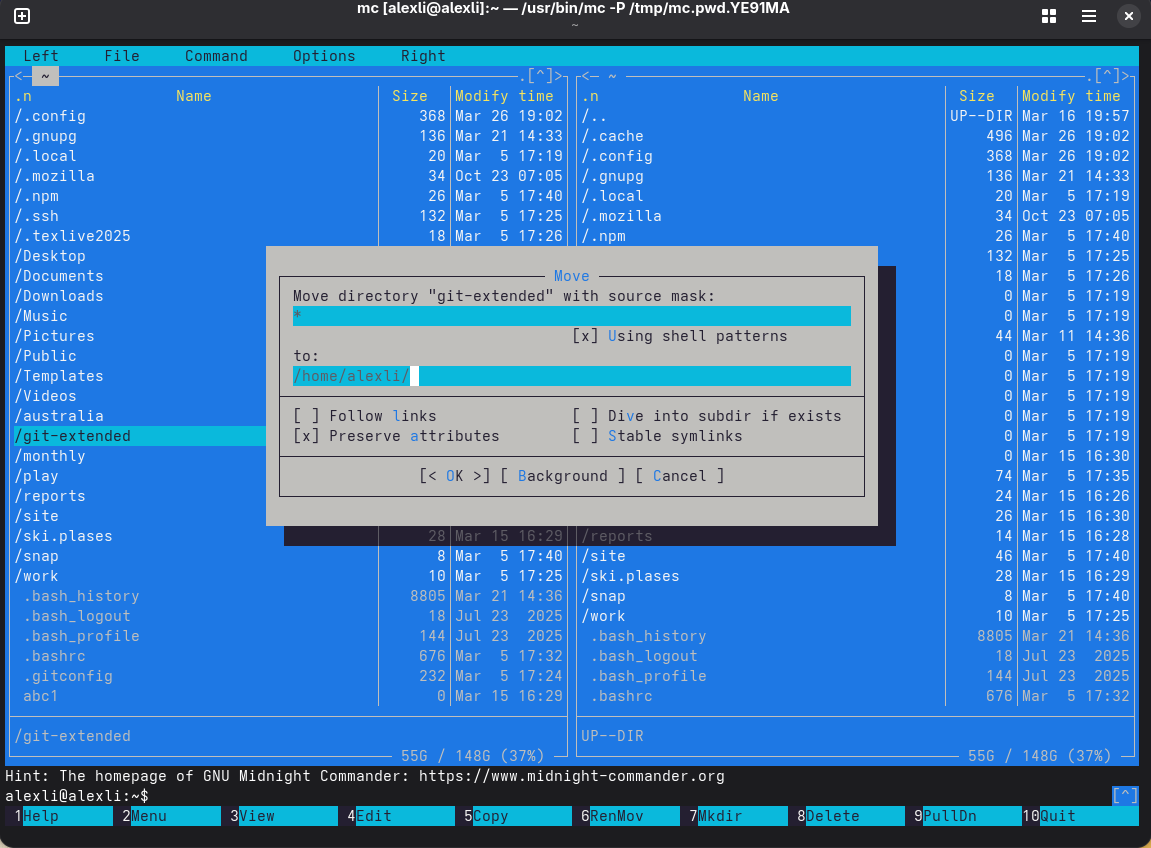 mc [alexli@alexli]:~ — /usr/bin/mc -P /tmp/mc.pwd.YE91MA
~
Left File Command Options Right
<─ ~ .[^]> <─ ~ .[^]>
.n Name Size Modify time .n Name Size Modify time
/.config 368 Mar 26 19:02 /.. UP--DIR Mar 16 19:57
/.gnupg 136 Mar 21 14:33 /.cache 496 Mar 26 19:02
/.local 20 Mar 5 17:19 /.config 368 Mar 26 19:02
/.mozilla 34 Oct 23 07:05 /.gnupg 136 Mar 21 14:33
/.npm 26 Mar 5 17:40 /.local 20 Mar 5 17:19
/.ssh 132 Mar 5 17:25 /.mozilla 34 Oct 23 07:05
/.texlive2025 18 Mar 5 17:26 /.npm 26 Mar 5 17:40
/Desktop 132 Mar 5 17:25
/Documents Move 18 Mar 5 17:26
/Downloads Move directory "git-extended" with source mask: 0 Mar 5 17:19
/Music * 0 Mar 5 17:19
/Pictures [x] Using shell patterns 44 Mar 11 14:36
/Public to: 0 Mar 5 17:19
/Templates /home/alexli/ 0 Mar 5 17:19
/Videos 0 Mar 5 17:19
/australia [ ] Follow links [ ] Dive into subdir if exists 0 Mar 5 17:19
/git-extended [x] Preserve attributes [ ] Stable symlinks 0 Mar 5 17:19
/monthly 0 Mar 15 16:30
/play [< OK >] [ Background ] [ Cancel ] 74 Mar 5 17:35
/reports 24 Mar 15 16:26
/site 26 Mar 15 16:30
/ski.plases 28 Mar 15 16:29 /reports 14 Mar 15 16:28
/snap 8 Mar 5 17:40 /site 46 Mar 5 17:40
/work 10 Mar 5 17:25 /ski.plases 28 Mar 15 16:29
.bash_history 8805 Mar 21 14:36 /snap 8 Mar 5 17:40
.bash_logout 18 Jul 23 2025 /work 10 Mar 5 17:25
.bash_profile 144 Jul 23 2025 .bash_history 8805 Mar 21 14:36
.bashrc 676 Mar 5 17:32 .bash_logout 18 Jul 23 2025
.gitconfig 232 Mar 5 17:24 .bash_profile 144 Jul 23 2025
abc1 0 Mar 15 16:29 .bashrc 676 Mar 5 17:32
/git-extended UP--DIR
55G / 148G (37%) 55G / 148G (37%)
Hint: The homepage of GNU Midnight Commander: https://www.midnight-commander.org
alexli@alexli:~$ [^]
1Help 2Menu 3View 4Edit 5Copy 6RenMov 7Mkdir 8Delete 9PullDn 10Quit